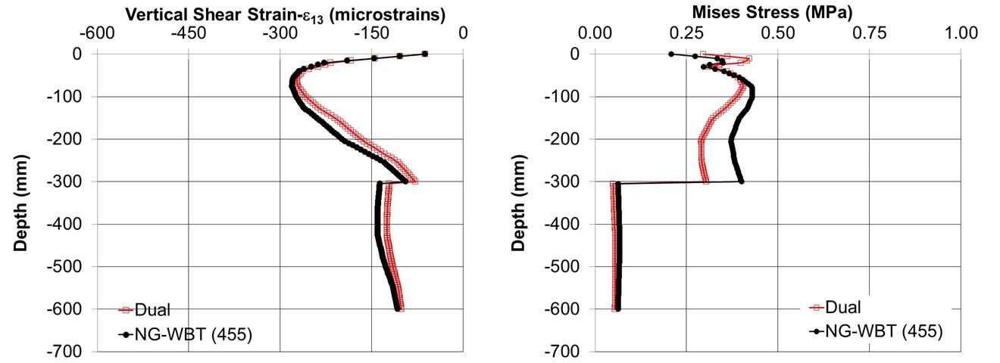 Vertical Shear Strain-ε13 (microstrains)
-600 -450 -300 -150 0
0
-100
-200
-300
-400
-500
-600
-700
Depth (mm)
Dual
NG-WBT (455)
Mises Stress (MPa)
0.00 0.25 0.50 0.75 1.00
0
-100
-200
-300
-400
-500
-600
-700
Depth (mm)
Dual
NG-WBT (455)